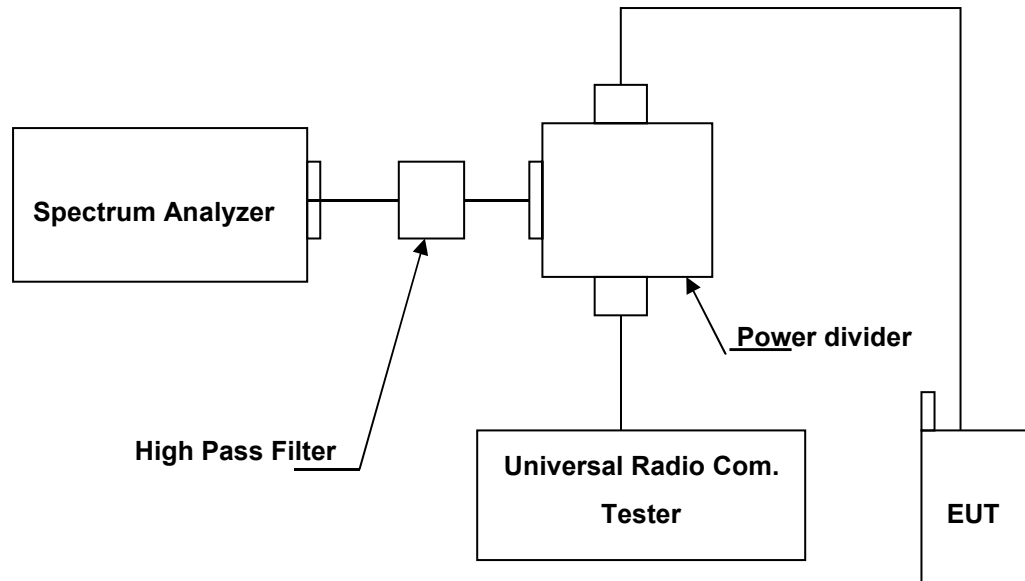 Spectrum Analyzer
Power divider
High Pass Filter
Universal Radio Com.
Tester
EUT